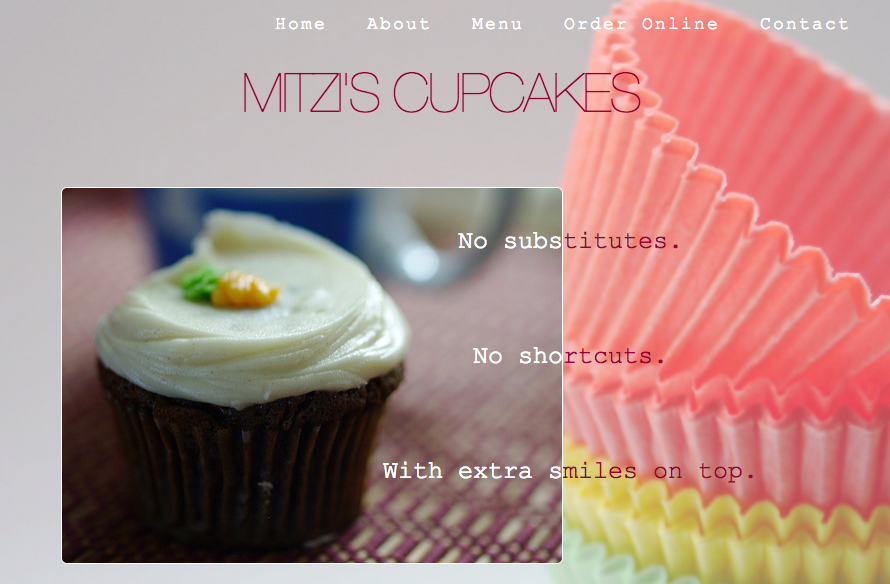 Home About Menu Order Online Contact
MITZI'S CUPCAKES
No substitutes.
No shortcuts.
With extra smiles on top.